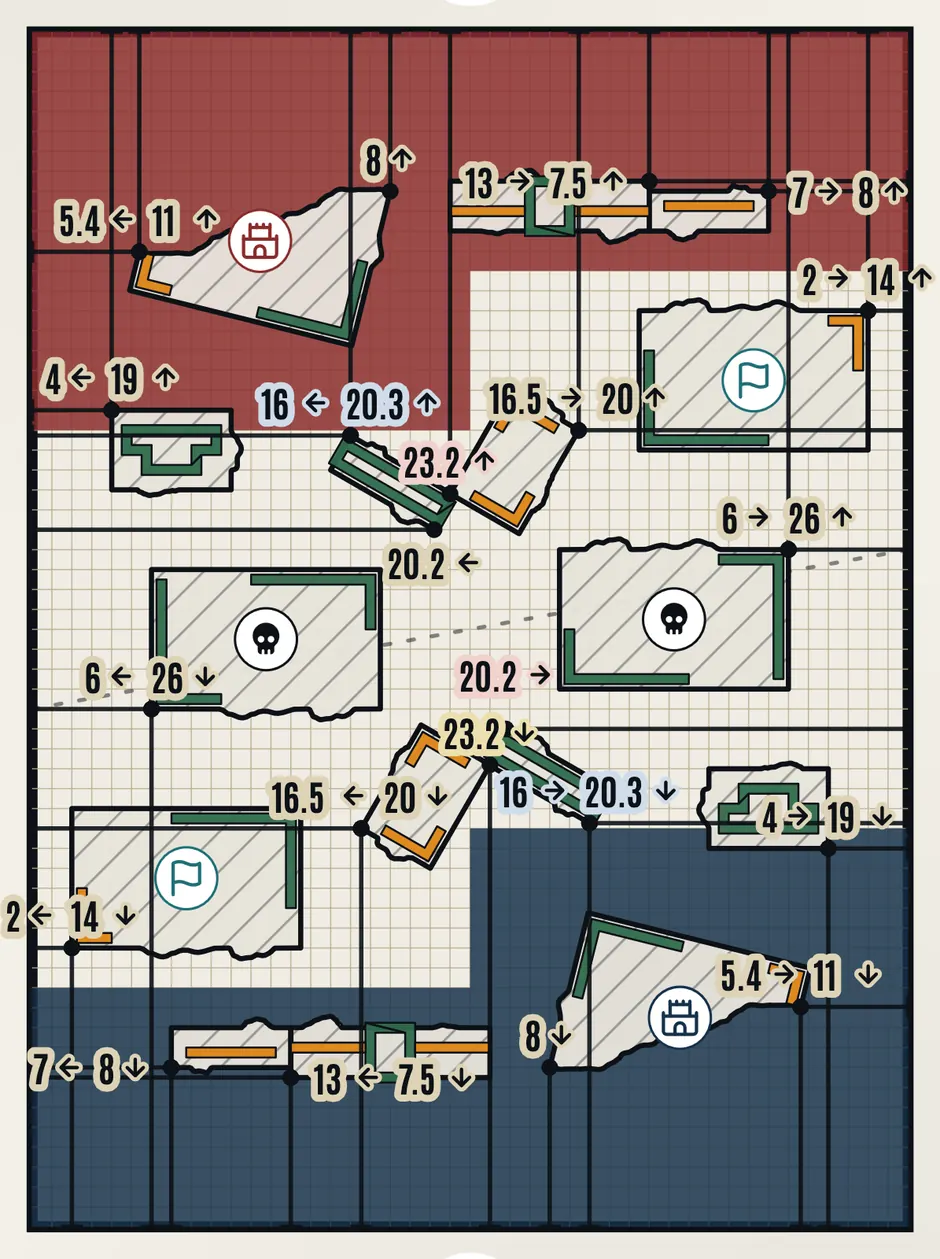 8 ↑
13 → 7.5 ↑
7 → 8 ↑
5.4 ← 11 ↑
2 → 14 ↑
4 ← 19 ↑
16 ← 20.3 ↑
16.5 → 20 ↑
23.2 ↑
6 → 26 ↑
20.2 ←
6 ← 26 ↓
20.2 →
23.2 ↓
16.5 ← 20 ↓
16 → 20.3 ↓
4 → 19 ↓
2 ← 14 ↓
5.4 → 11 ↓
8 ↓
7 ← 8 ↓
13 ← 7.5 ↓